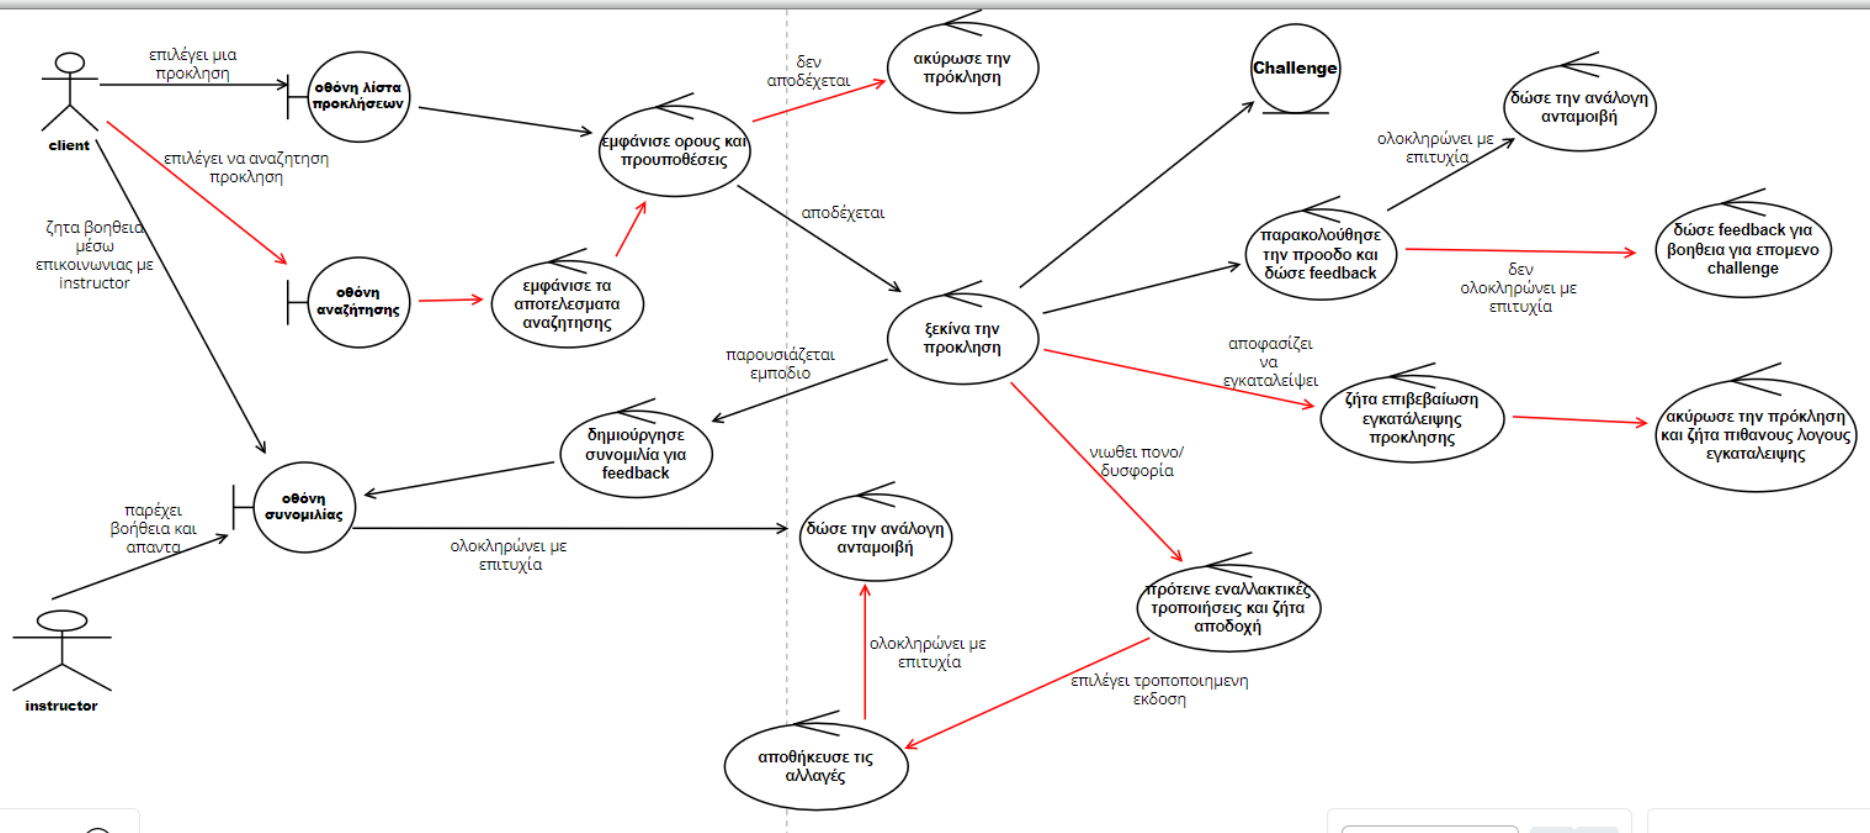 επιλέγει μια
προκληση
client
οθόνη λίστα
προκλήσεων
επιλέγει να αναζητηση
προκληση
ζητα βοηθεια
μέσω
επικοινωνιας με
instructor
οθόνη
αναζήτησης
εμφάνισε τα
αποτελεσματα
αναζητησης
εμφάνισε ορους και
προυποθέσεις
δεν
αποδέχεται
ακύρωσε την
πρόκληση
αποδέχεται
ξεκίνα την
προκληση
Challenge
παρακολούθησε
την προοδο και
δώσε feedback
ολοκληρώνει με
επιτυχία
δώσε την ανάλογη
ανταμοιβή
δεν
ολοκληρώνει με
επιτυχία
δώσε feedback για
βοηθεια για επομενο
challenge
αποφασίζει
να
εγκαταλείψει
ζήτα επιβεβαίωση
εγκατάλειψης
προκλησης
ακύρωσε την πρόκληση
και ζήτα πιθανους λογους
εγκαταλειψης
παρουσιάζεται
εμποδιο
δημιούργησε
συνομιλία για
feedback
οθόνη
συνομιλίας
παρέχει
βοήθεια και
απαντα
instructor
ολοκληρώνει με
επιτυχία
δώσε την ανάλογη
ανταμοιβή
νιωθει πονο/
δυσφορία
πρότεινε εναλλακτικές
τροποιήσεις και ζήτα
αποδοχή
επιλέγει τροποποιημενη
εκδοση
αποθήκευσε τις
αλλαγές
ολοκληρώνει με
επιτυχία